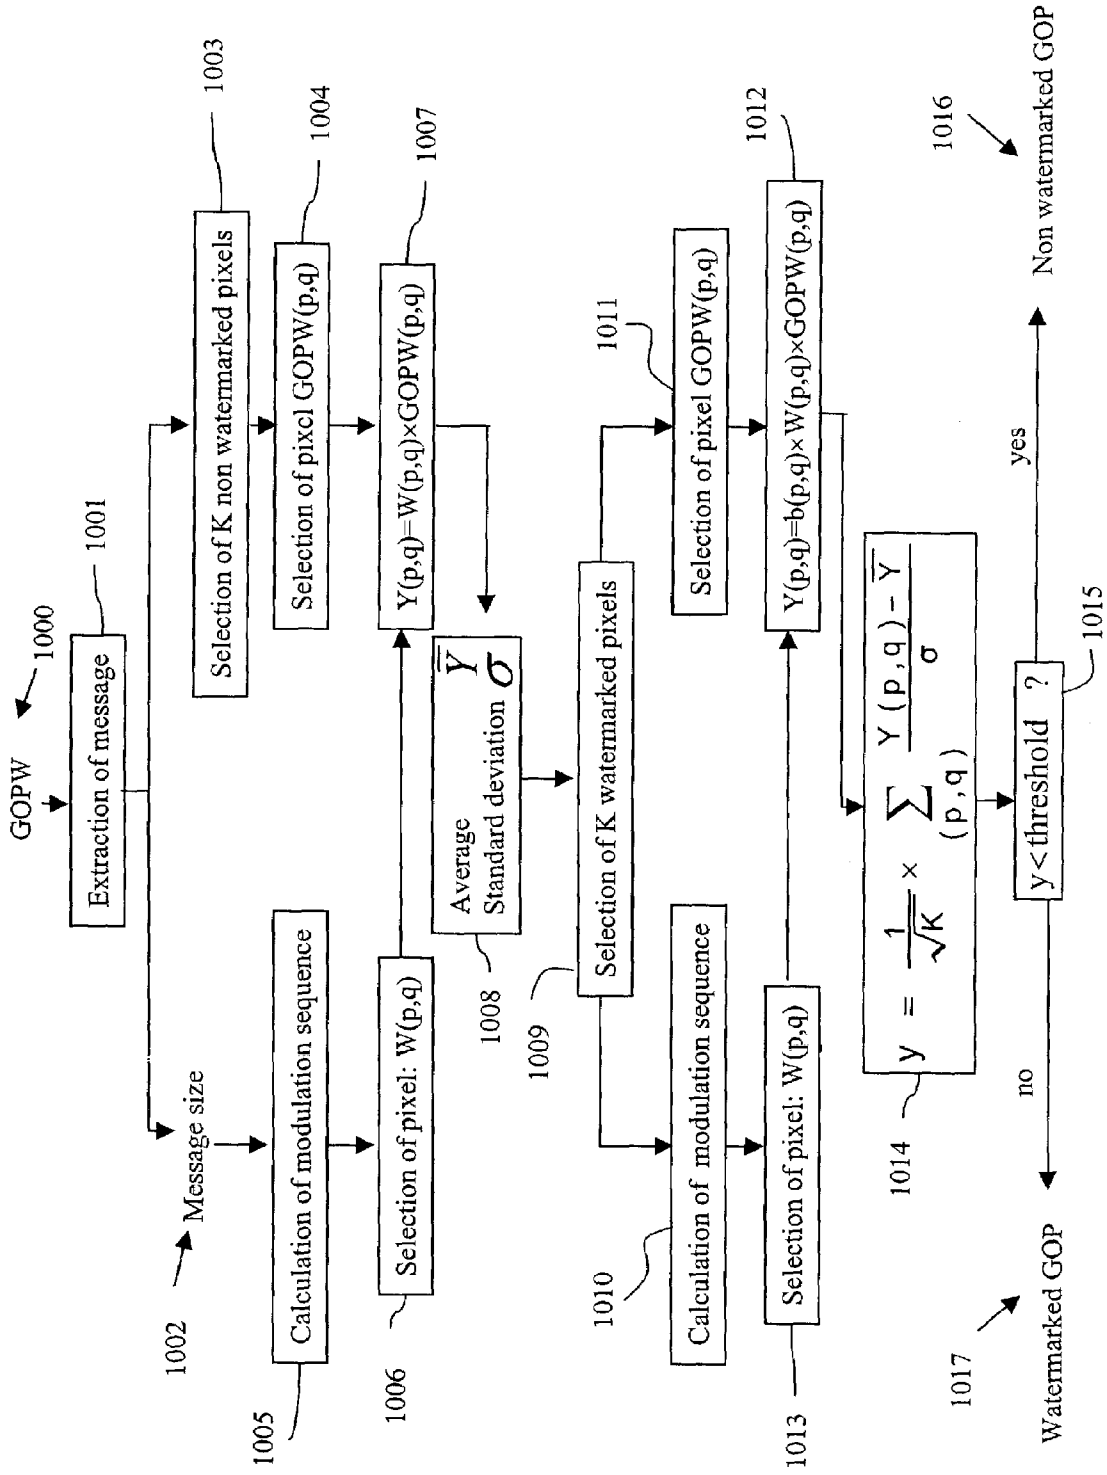 GOPW
1000
Extraction of message
1001
1002
Message size
Selection of K non watermarked pixels
1003
Calculation of modulation sequence
1005
Selection of pixel GOPW(p,q)
1004
Selection of pixel: W(p,q)
1006
Y(p,q)=W(p,q)×GOPW(p,q)
1007
Average Y̅
Standard deviation σ
1008
Selection of K watermarked pixels
1009
Calculation of modulation sequence
1010
Selection of pixel GOPW(p,q)
1011
Selection of pixel: W(p,q)
1013
Y(p,q)=b(p,q)×W(p,q)×GOPW(p,q)
1012
y = 1/√K × ∑(p,q) (Y(p,q)−Y̅)/σ
1014
y<threshold ?
1015
no
yes
1017
Watermarked GOP
1016
Non watermarked GOP